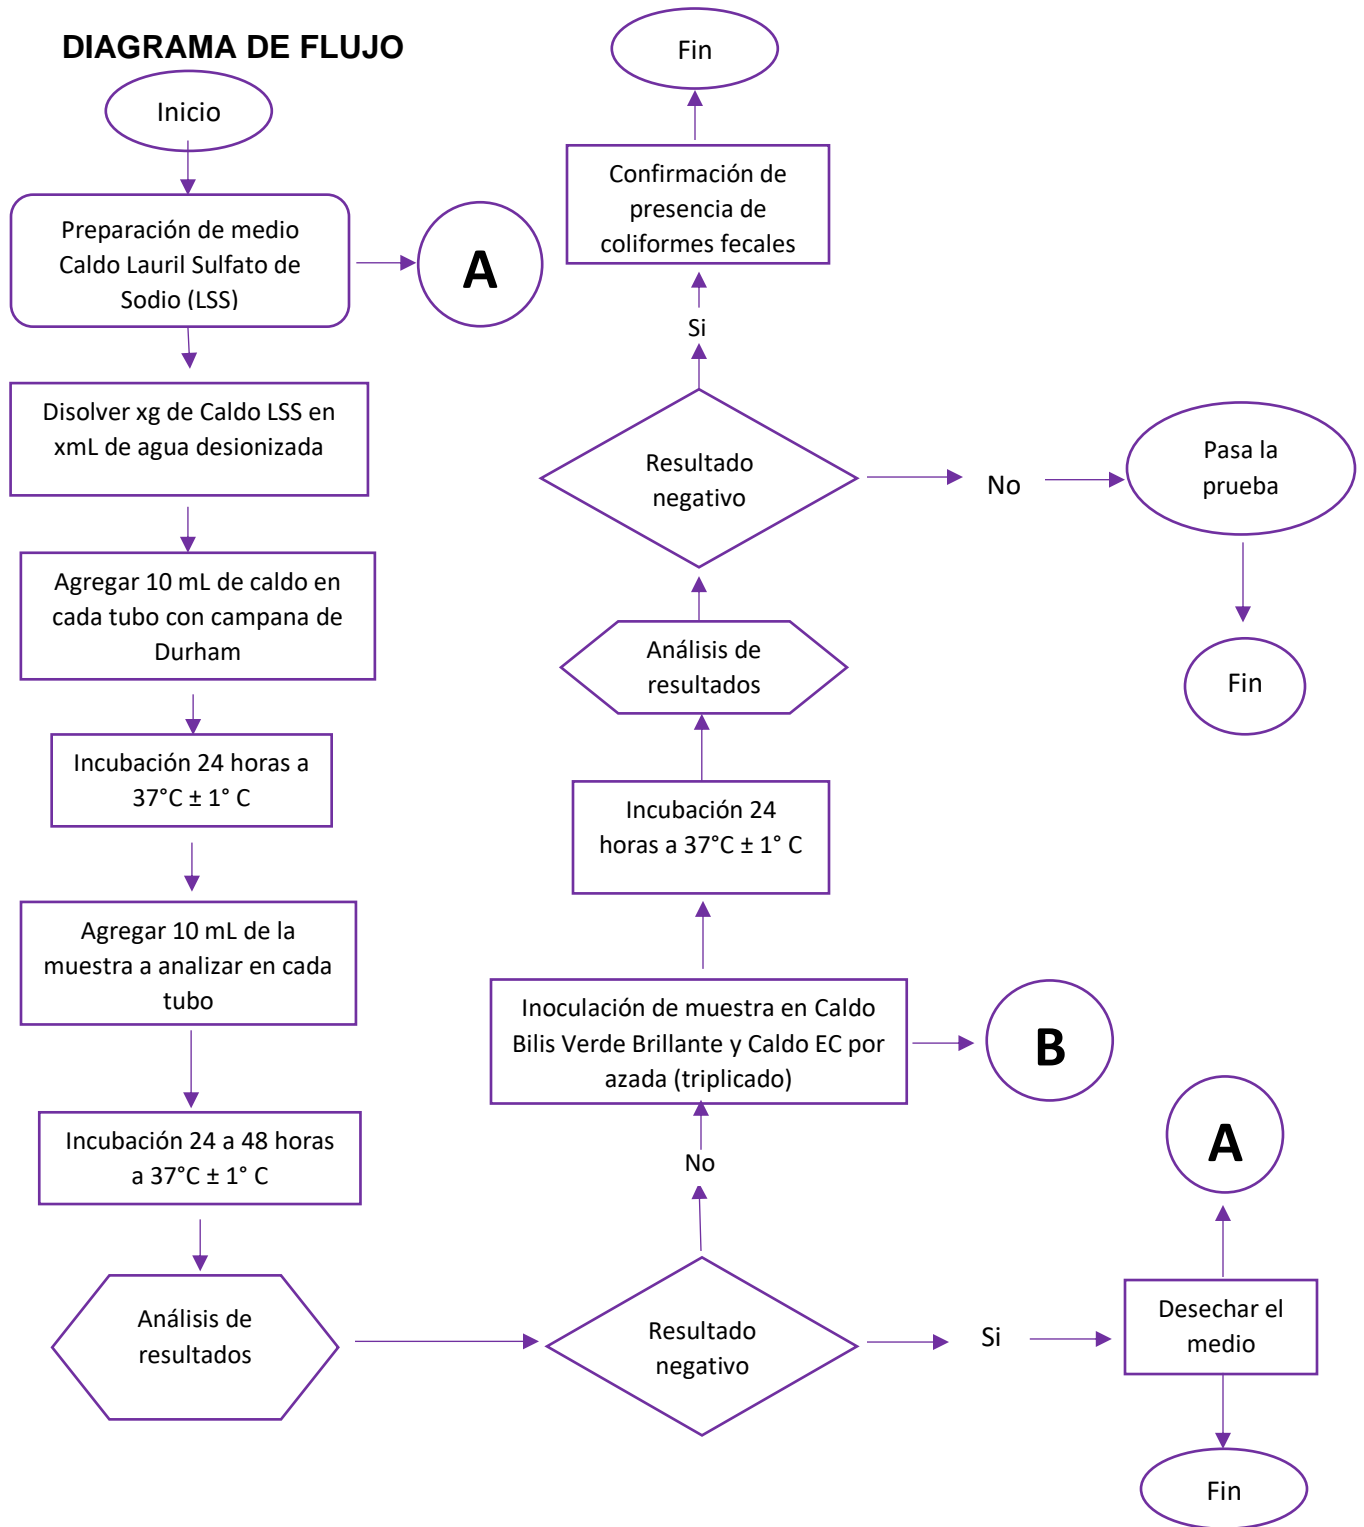 DIAGRAMA DE FLUJO
Inicio
Preparación de medio
Caldo Lauril Sulfato de
Sodio (LSS)
A
Disolver xg de Caldo LSS en
xmL de agua desionizada
Agregar 10 mL de caldo en
cada tubo con campana de
Durham
Incubación 24 horas a
37°C ± 1° C
Agregar 10 mL de la
muestra a analizar en cada
tubo
Incubación 24 a 48 horas
a 37°C ± 1° C
Análisis de
resultados
Resultado
negativo
Si
Desechar el
medio
A
Fin
No
Inoculación de muestra en Caldo
Bilis Verde Brillante y Caldo EC por
azada (triplicado)
B
Incubación 24
horas a 37°C ± 1° C
Análisis de
resultados
Resultado
negativo
No
Pasa la
prueba
Fin
Si
Confirmación de
presencia de
coliformes fecales
Fin